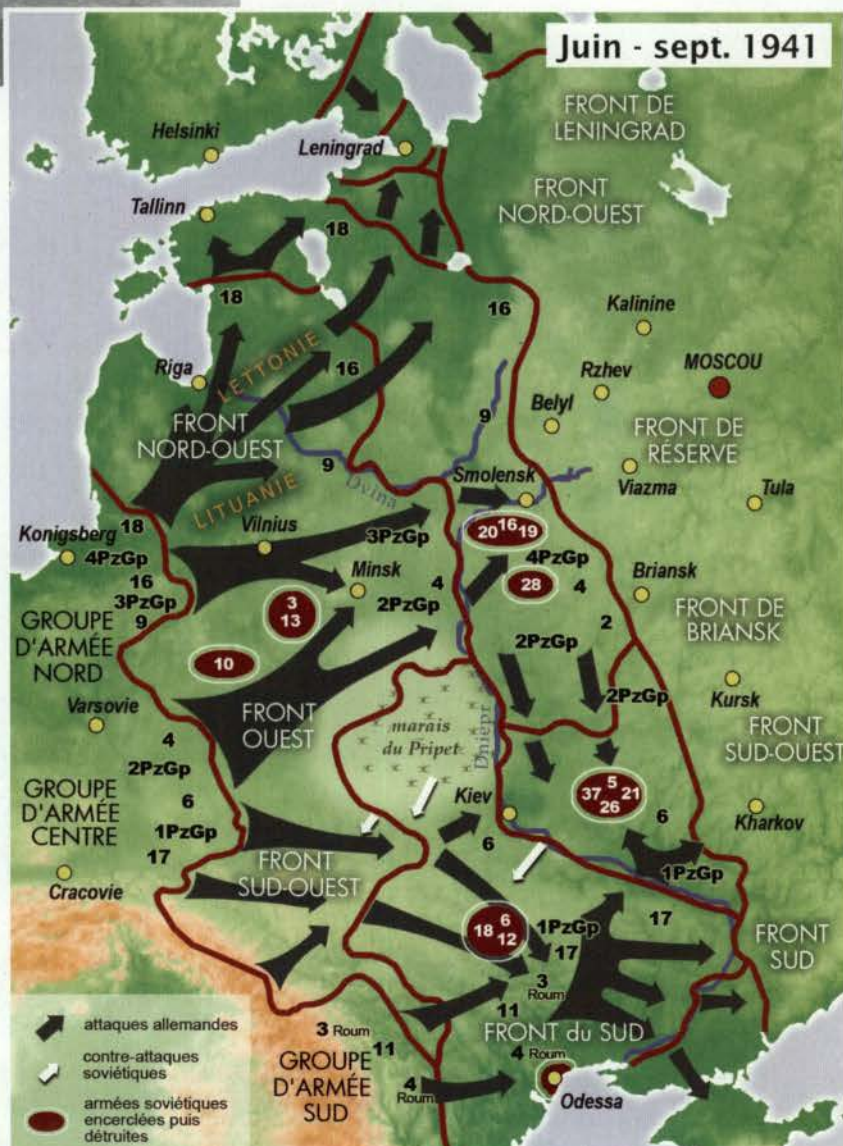 Juin - sept. 1941
FRONT DE
LENINGRAD
Helsinki
Leningrad
FRONT
NORD-OUEST
Tallinn
18
18
16
Kalinine
Riga
LETTONIE
16
Rzhev
MOSCOU
Belyl
FRONT
NORD-OUEST
9
FRONT DE
RÉSERVE
9
Dvina
Smolensk
Viazma
Tula
LITUANIE
Konigsberg
18
Vilnius
3PzGp
20 16 19
4PzGp
4PzGp
16
3PzGp
9
Minsk
2PzGp
4
28
4
Briansk
GROUPE
D'ARMÉE
NORD
3
13
2
FRONT DE
BRIANSK
10
2PzGp
2PzGp
Kursk
Varsovie
FRONT
OUEST
marais
du Pripet
Dniepr
FRONT
SUD-OUEST
4
2PzGp
6
1PzGp
17
GROUPE
D'ARMÉE
CENTRE
Kiev
37 5 21
26
6
Kharkov
6
1PzGp
Cracovie
FRONT
SUD-OUEST
18 6
12
1PzGp
17
17
FRONT
SUD
3
Roum
11
FRONT du SUD
3 Roum
11
GROUPE
D'ARMÉE
SUD
4
Roum
4
Roum
Odessa
attaques allemandes
contre-attaques
soviétiques
armées soviétiques
encerclées puis
détruites